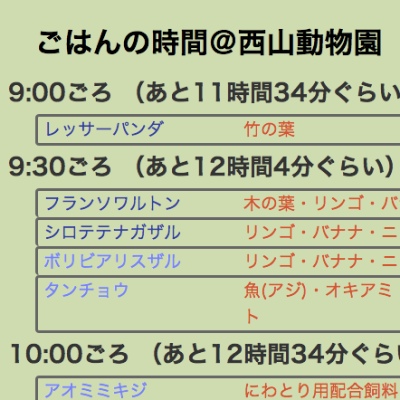 ごはんの時間＠西山動物園
9:00ごろ （あと11時間34分ぐらい
レッサーパンダ 竹の葉
9:30ごろ （あと12時間4分ぐらい）
フランソワルトン 木の葉・リンゴ・バ
シロテテナガザル リンゴ・バナナ・ニ
ボリビアリスザル リンゴ・バナナ・ニ
タンチョウ 魚(アジ)・オキアミ
ト
10:00ごろ （あと12時間34分ぐら
アオミミキジ にわとり用配合飼料